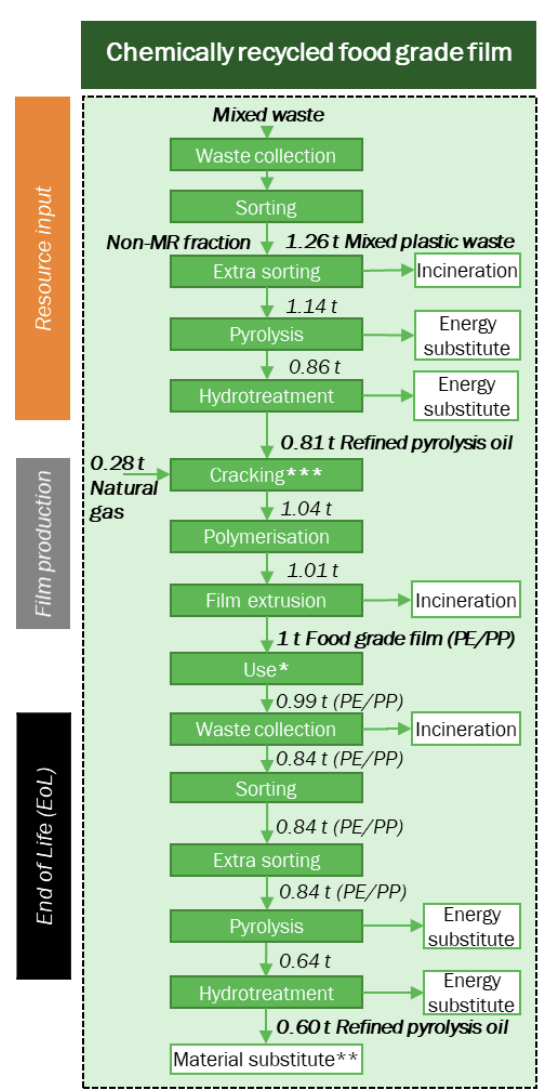 Chemically recycled food grade film
Resource input
Mixed waste
Waste collection
Sorting
Non-MR fraction
1.26 t Mixed plastic waste
Extra sorting
Incineration
1.14 t
Pyrolysis
Energy
substitute
0.86 t
Hydrotreatment
Energy
substitute
0.81 t Refined pyrolysis oil
Film production
0.28 t
Natural
gas
Cracking***
1.04 t
Polymerisation
1.01 t
Film extrusion
Incineration
1 t Food grade film (PE/PP)
Use*
End of Life (EoL)
0.99 t (PE/PP)
Waste collection
Incineration
0.84 t (PE/PP)
Sorting
0.84 t (PE/PP)
Extra sorting
0.84 t (PE/PP)
Pyrolysis
Energy
substitute
0.64 t
Hydrotreatment
Energy
substitute
0.60 t Refined pyrolysis oil
Material substitute**